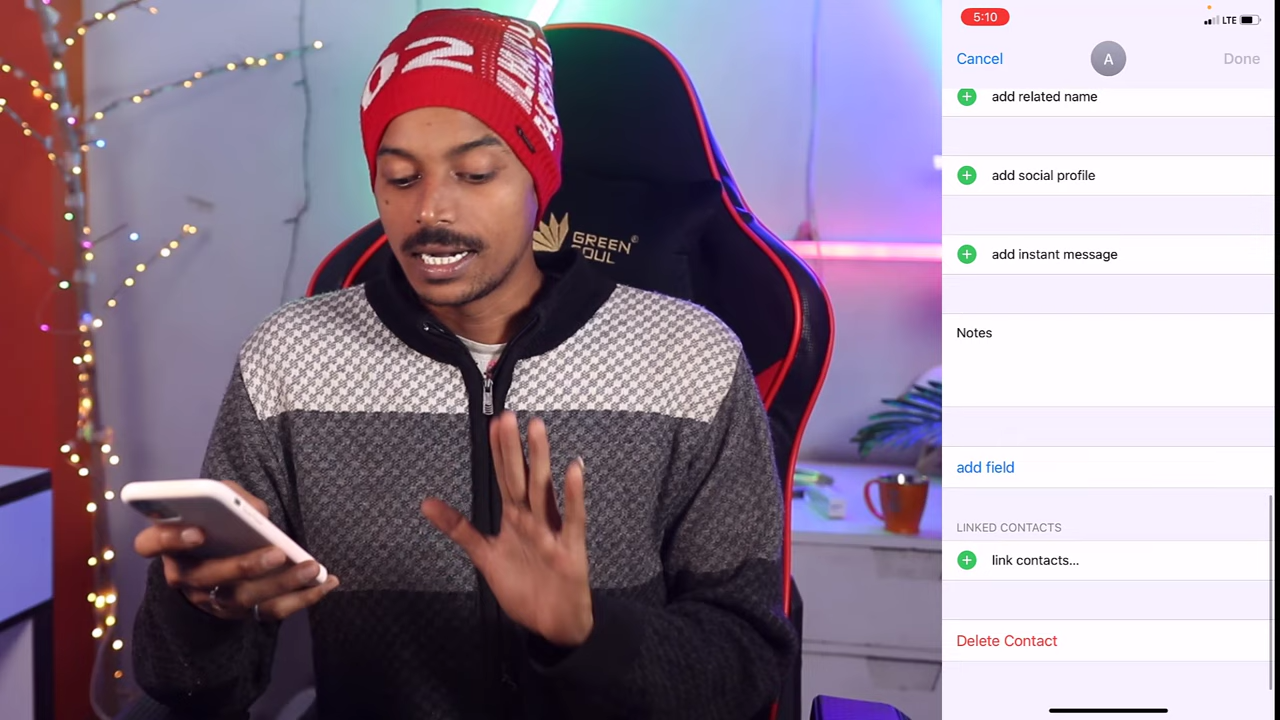 02
GREEN
SOUL
5:10
LTE
Cancel
A
Done
add related name
add social profile
add instant message
Notes
add field
LINKED CONTACTS
link contacts...
Delete Contact